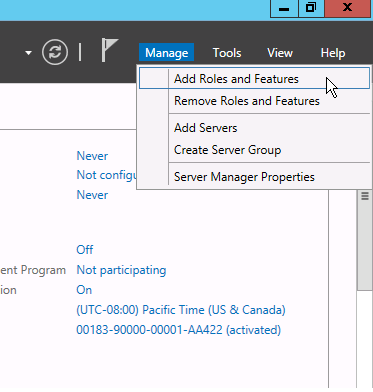 Manage Tools View Help
Add Roles and Features
Remove Roles and Features
Add Servers
Create Server Group
Server Manager Properties
Never
Not configu
Never
Off
ent Program Not participating
ion On
(UTC-08:00) Pacific Time (US & Canada)
00183-90000-00001-AA422 (activated)